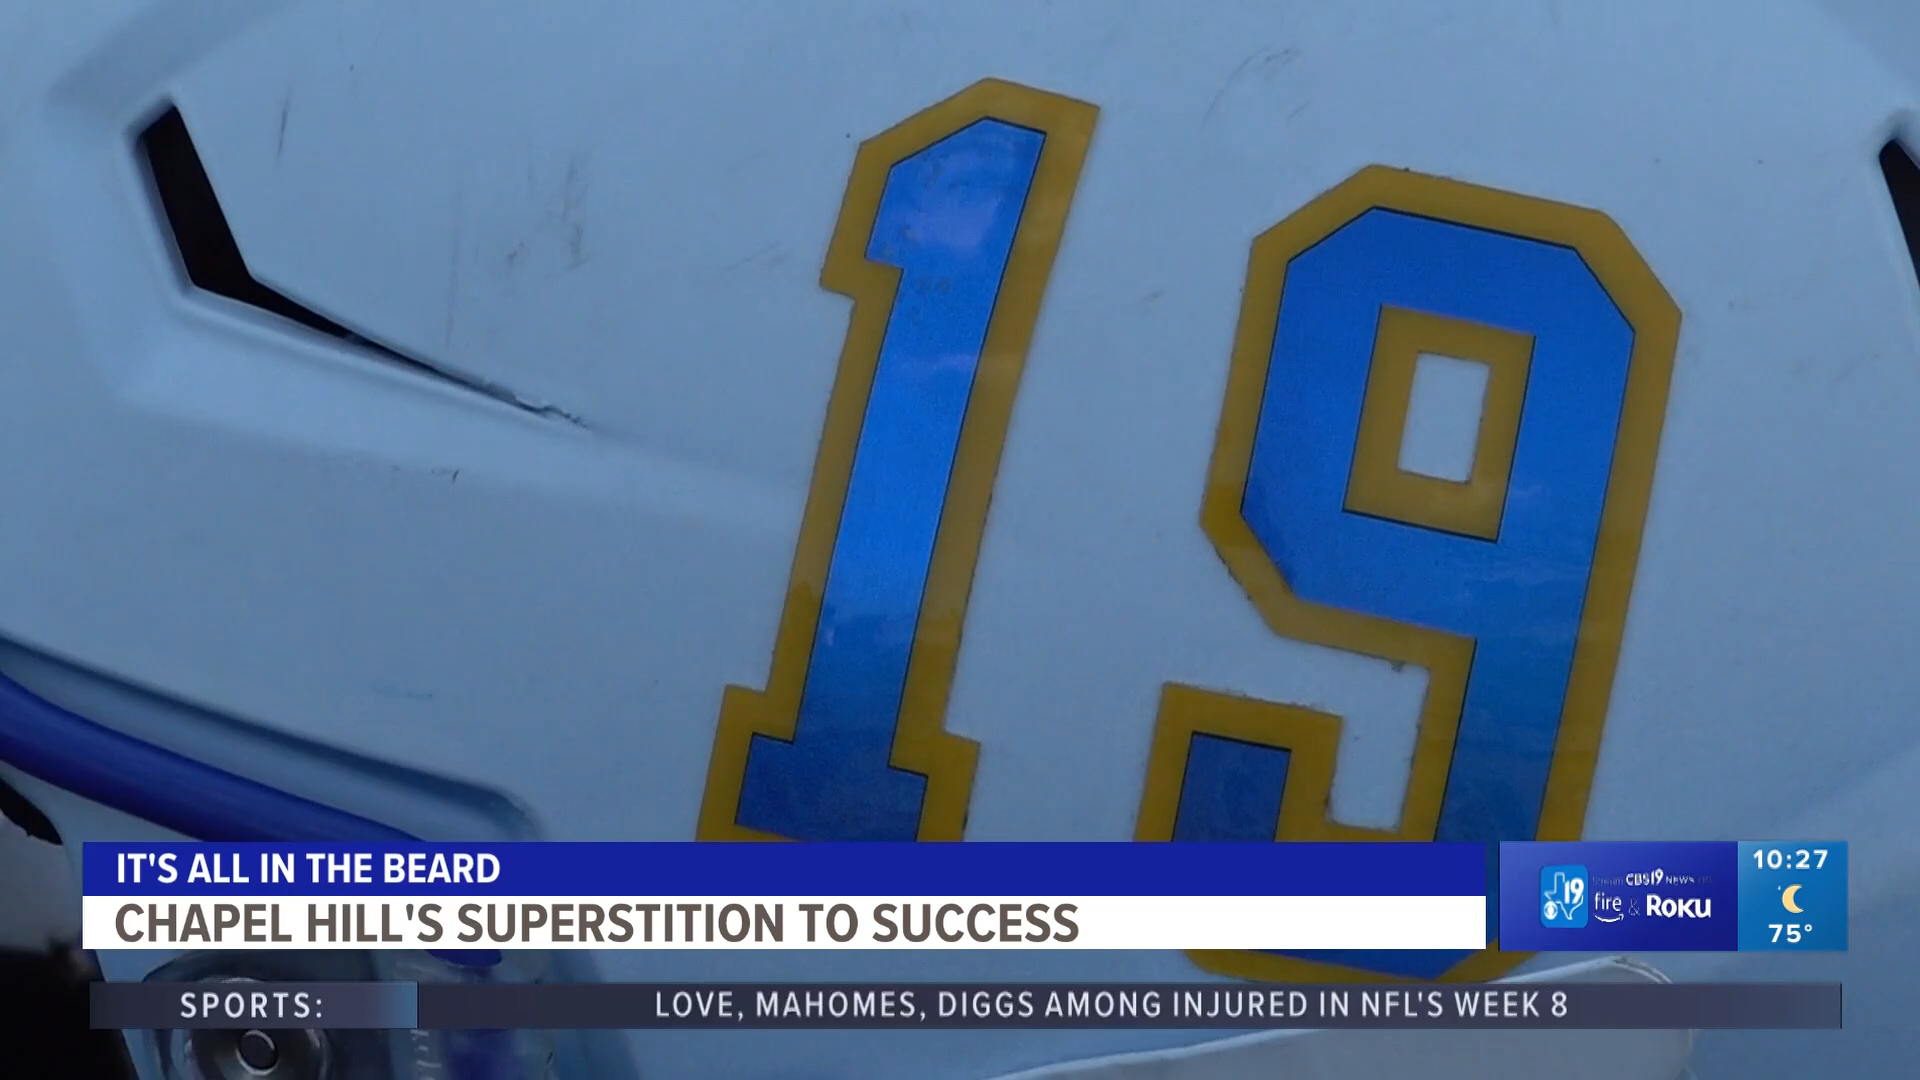 19
IT'S ALL IN THE BEARD
CHAPEL HILL'S SUPERSTITION TO SUCCESS
19
CBS19 NEWS
fire & ROKU
10:27
75°
SPORTS:
LOVE, MAHOMES, DIGGS AMONG INJURED IN NFL'S WEEK 8